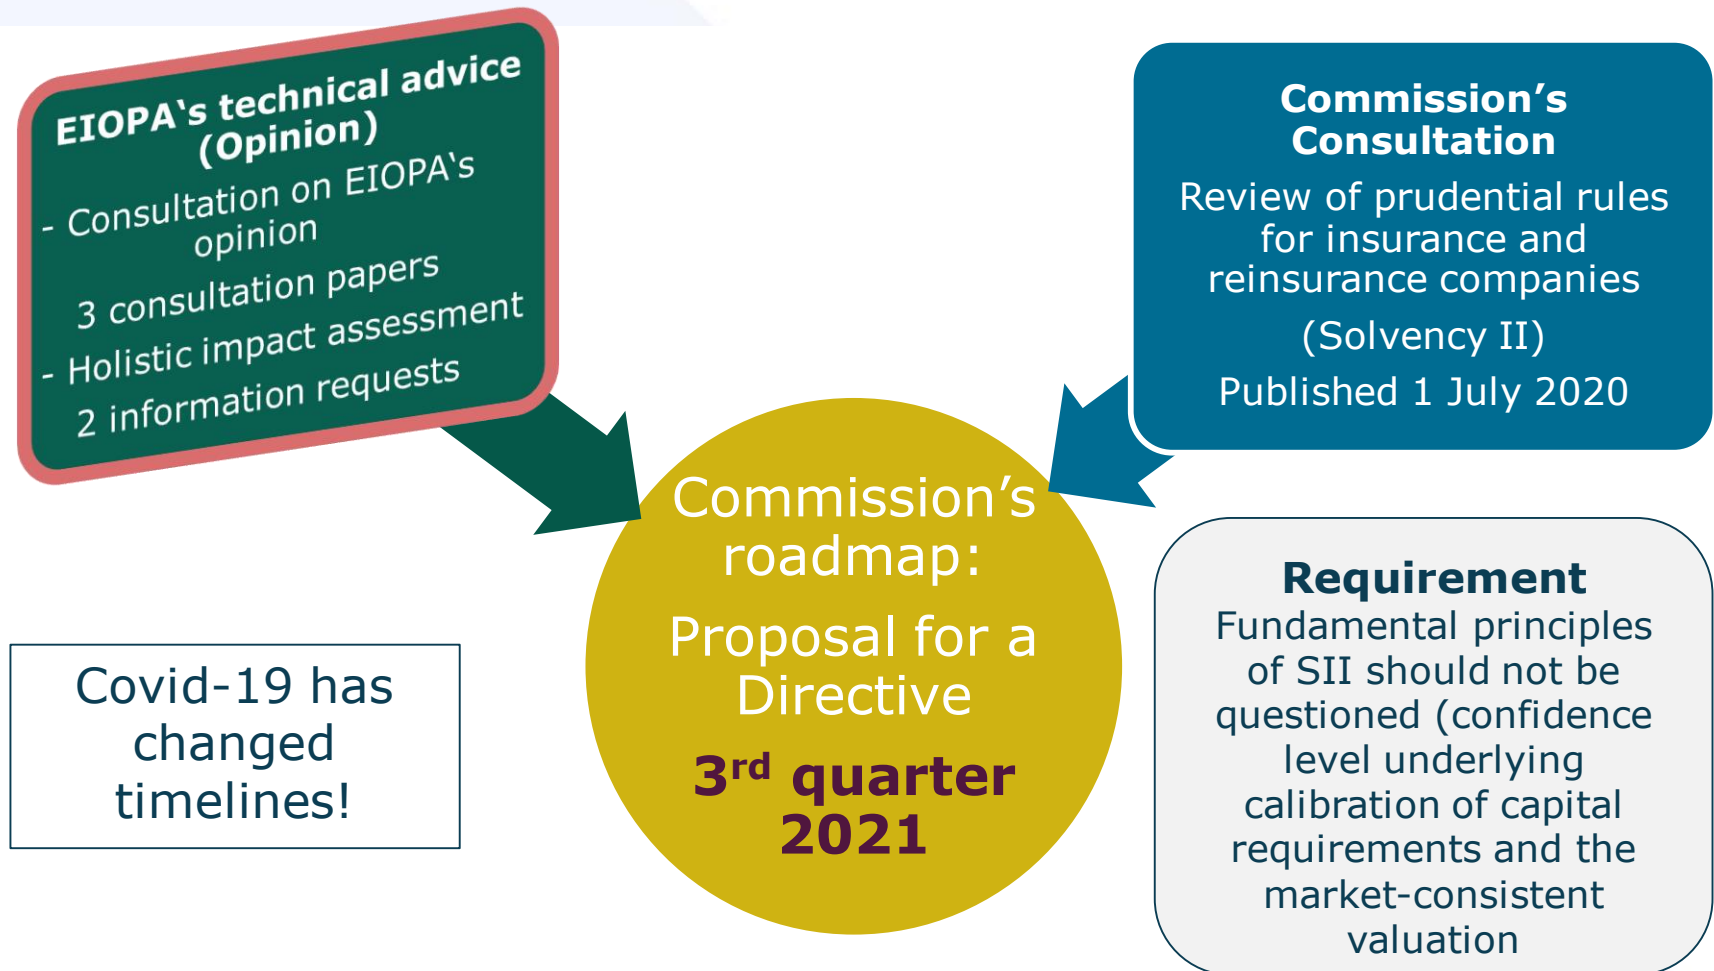 EIOPA‘s technical advice
(Opinion)
- Consultation on EIOPA‘s
opinion
3 consultation papers
- Holistic impact assessment
2 information requests
Commission’s
Consultation
Review of prudential rules
for insurance and
reinsurance companies
(Solvency II)
Published 1 July 2020
Commission’s
roadmap:
Proposal for a
Directive
3rd quarter
2021
Covid-19 has
changed
timelines!
Requirement
Fundamental principles
of SII should not be
questioned (confidence
level underlying
calibration of capital
requirements and the
market-consistent
valuation